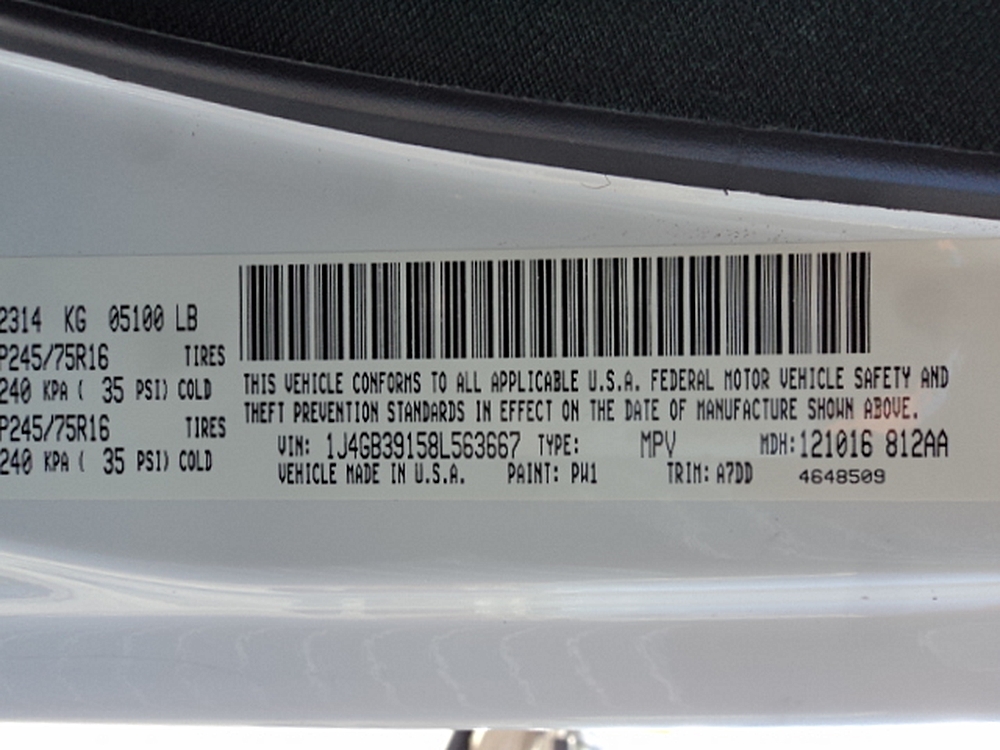 2314 KG 05100 LB
P245/75R16 TIRES
240 KPA ( 35 PSI) COLD
P245/75R16 TIRES
240 KPA ( 35 PSI) COLD
THIS VEHICLE CONFORMS TO ALL APPLICABLE U.S.A. FEDERAL MOTOR VEHICLE SAFETY AND
THEFT PREVENTION STANDARDS IN EFFECT ON THE DATE OF MANUFACTURE SHOWN ABOVE.
VIN: 1J4GB39158L563667 TYPE: MPV MDH:121016 812AA
VEHICLE MADE IN U.S.A. PAINT: PW1 TRIM: A7DD 4648509